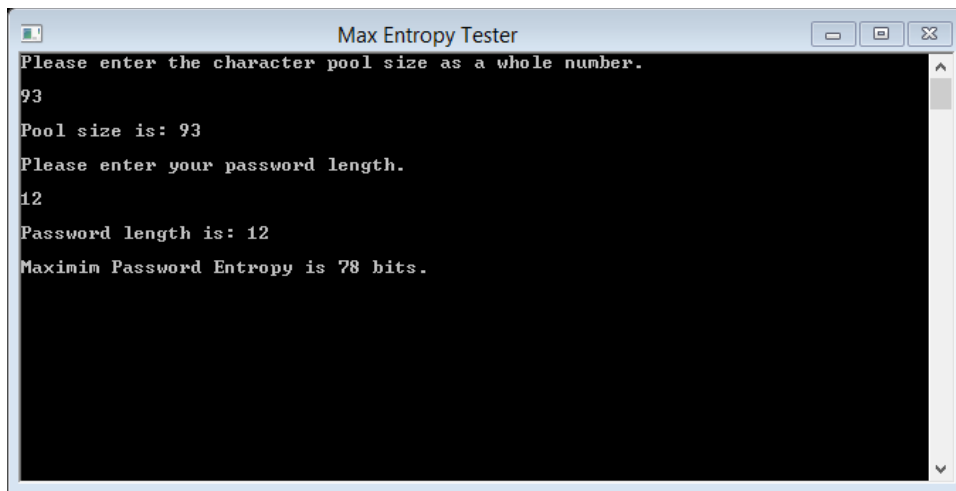 Max Entropy Tester
Please enter the character pool size as a whole number.
93
Pool size is: 93
Please enter your password length.
12
Password length is: 12
Maximim Password Entropy is 78 bits.